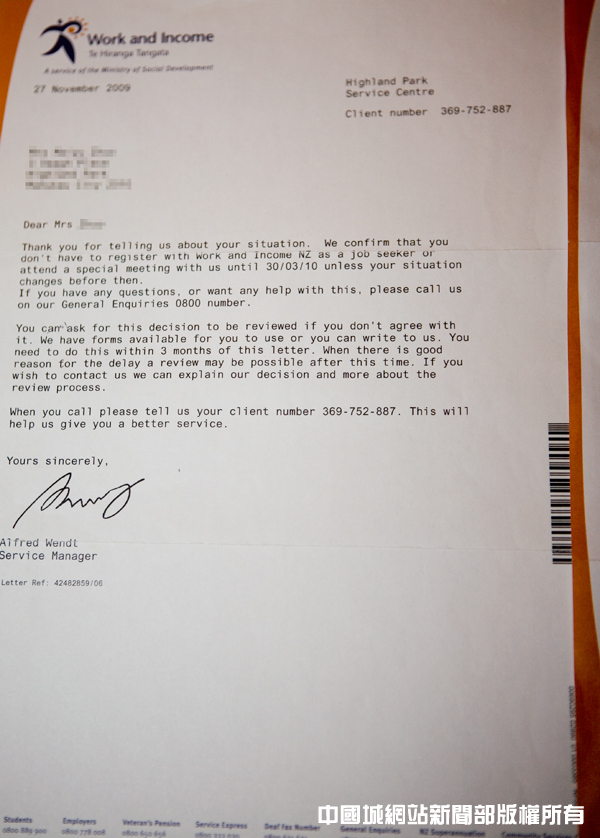 Work and Income
Te Hiranga Tangata
A service of the Ministry of Social Development
27 November 2009
Highland Park
Service Centre
Client number 369-752-887
Dear Mrs
Thank you for telling us about your situation. We confirm that you
don't have to register with Work and Income NZ as a job seeker or
attend a special meeting with us until 30/03/10 unless your situation
changes before then.
If you have any questions, or want any help with this, please call us
on our General Enquiries 0800 number.
You can ask for this decision to be reviewed if you don't agree with
it. We have forms available for you to use or you can write to us. You
need to do this within 3 months of this letter. When there is good
reason for the delay a review may be possible after this time. If you
wish to contact us we can explain our decision and more about the
review process.
When you call please tell us your client number 369-752-887. This will
help us give you a better service.
Yours sincerely,
Alfred Wendt
Service Manager
Letter Ref: 42482859/06
中國城網站新聞部版權所有
Students Employers Veteran's Pension Service Express Deaf Fax Number General Enquiries NZ Superannuation Community Services
0800 889 900 0800 778 008 0800 650 656